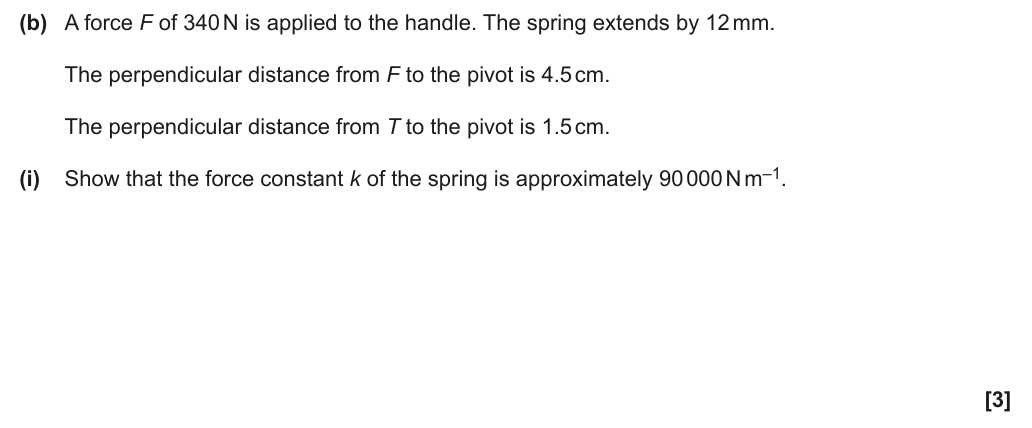 (b) A force F of 340 N is applied to the handle. The spring extends by 12 mm.
The perpendicular distance from F to the pivot is 4.5 cm.
The perpendicular distance from T to the pivot is 1.5 cm.
(i) Show that the force constant k of the spring is approximately 90 000 N m⁻¹.
[3]